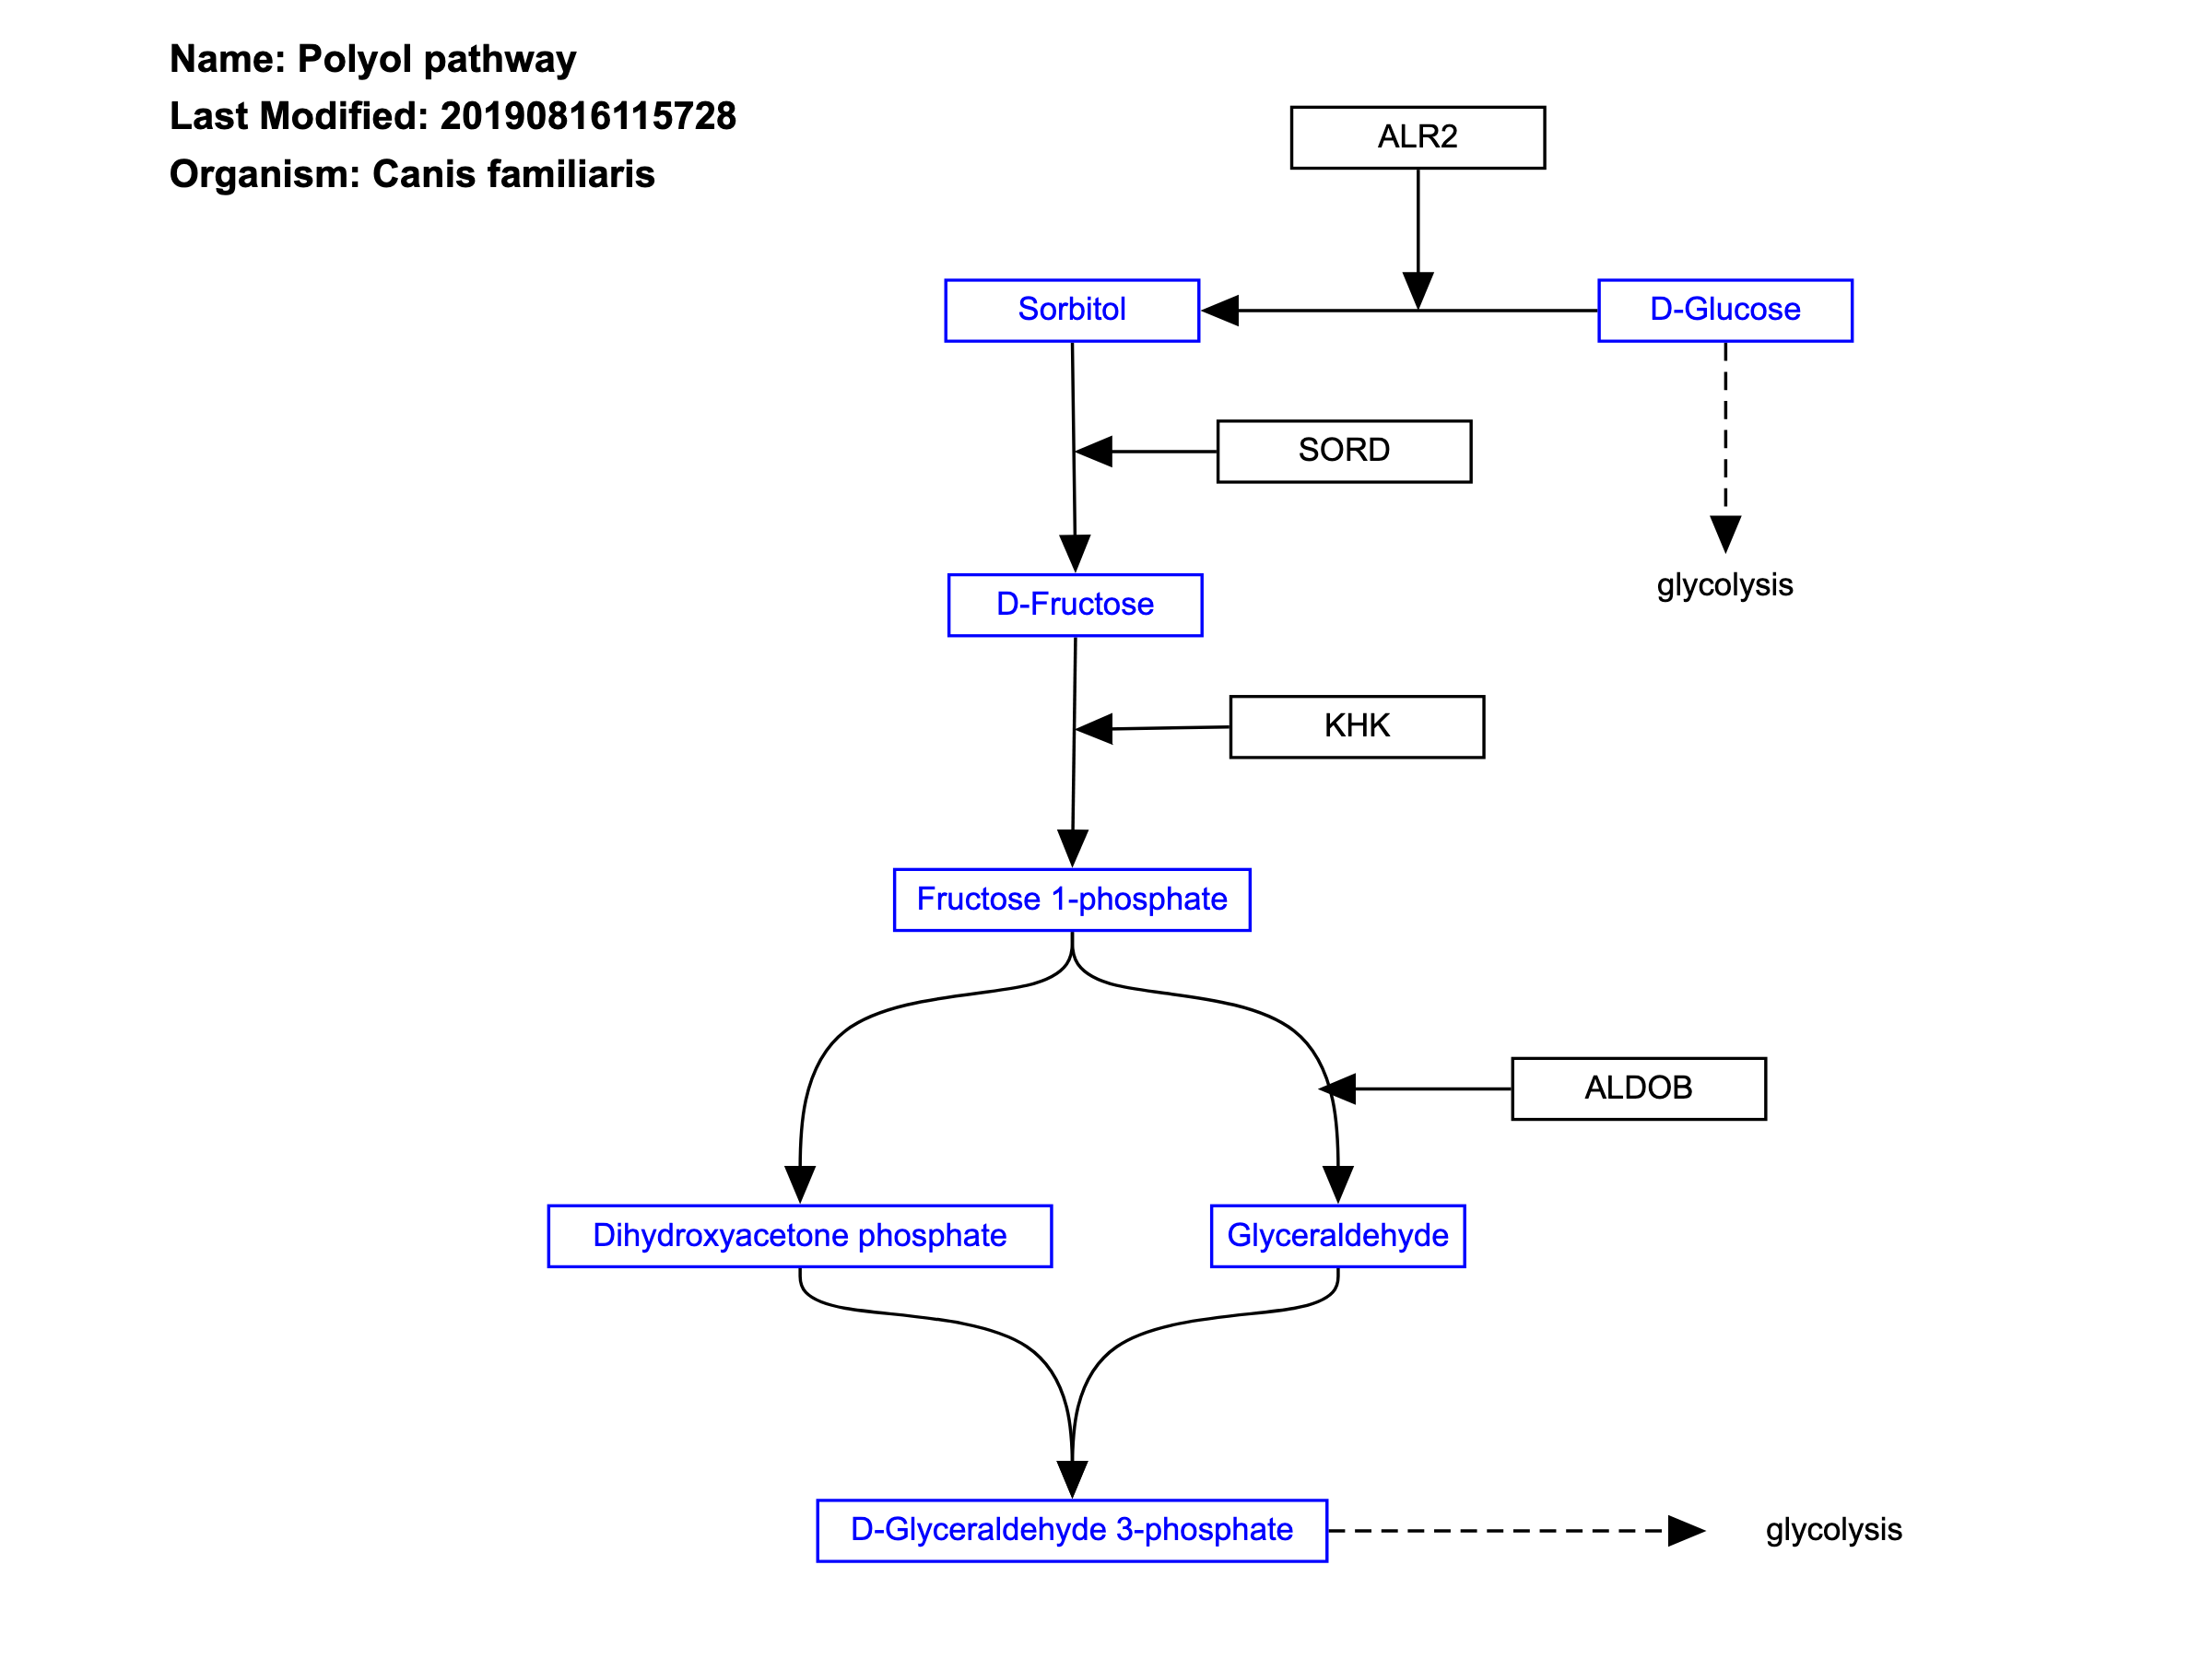 Name: Polyol pathway
Last Modified: 20190816115728
Organism: Canis familiaris
ALR2
Sorbitol
D-Glucose
SORD
glycolysis
D-Fructose
KHK
Fructose 1-phosphate
ALDOB
Dihydroxyacetone phosphate
Glyceraldehyde
D-Glyceraldehyde 3-phosphate
glycolysis